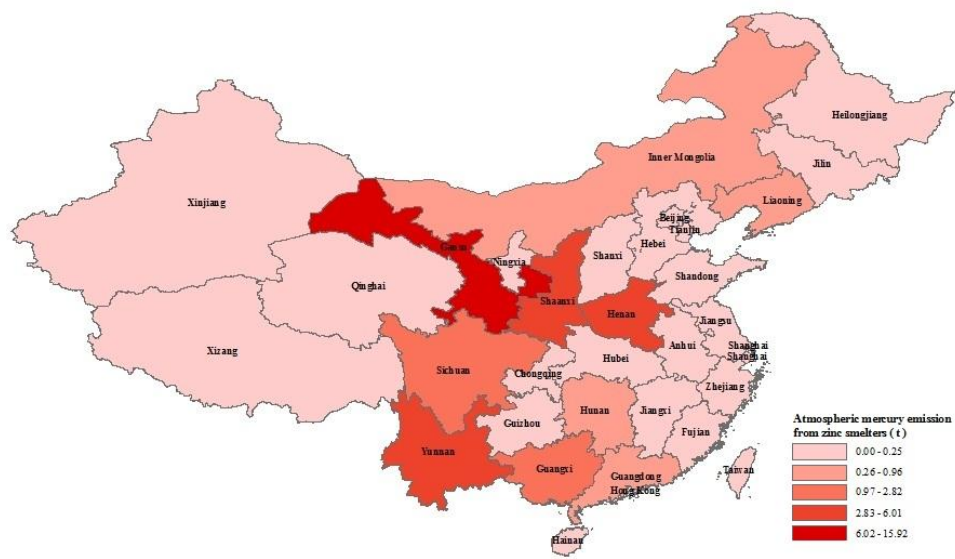 Heilongjiang
Jilin
Inner Mongolia
Liaoning
Xinjiang
Beijing
Tianjin
Hebei
Gansu
Ningxia
Shanxi
Shandong
Qinghai
Shaanxi
Henan
Jiangsu
Xirang
Anhui
Shanghai
Shanghai
Hubei
Sichuan
Chongqing
Zhejiang
Hunan
Jiangxi
Guizhou
Fujian
Yunnan
Guangxi
Guangdong
Hong Kong
Taiwan
Hainan
Atmospheric mercury emission
from zinc smelters ( t )
0.00 - 0.25
0.26 - 0.96
0.97 - 2.82
2.83 - 6.01
6.02 - 15.92